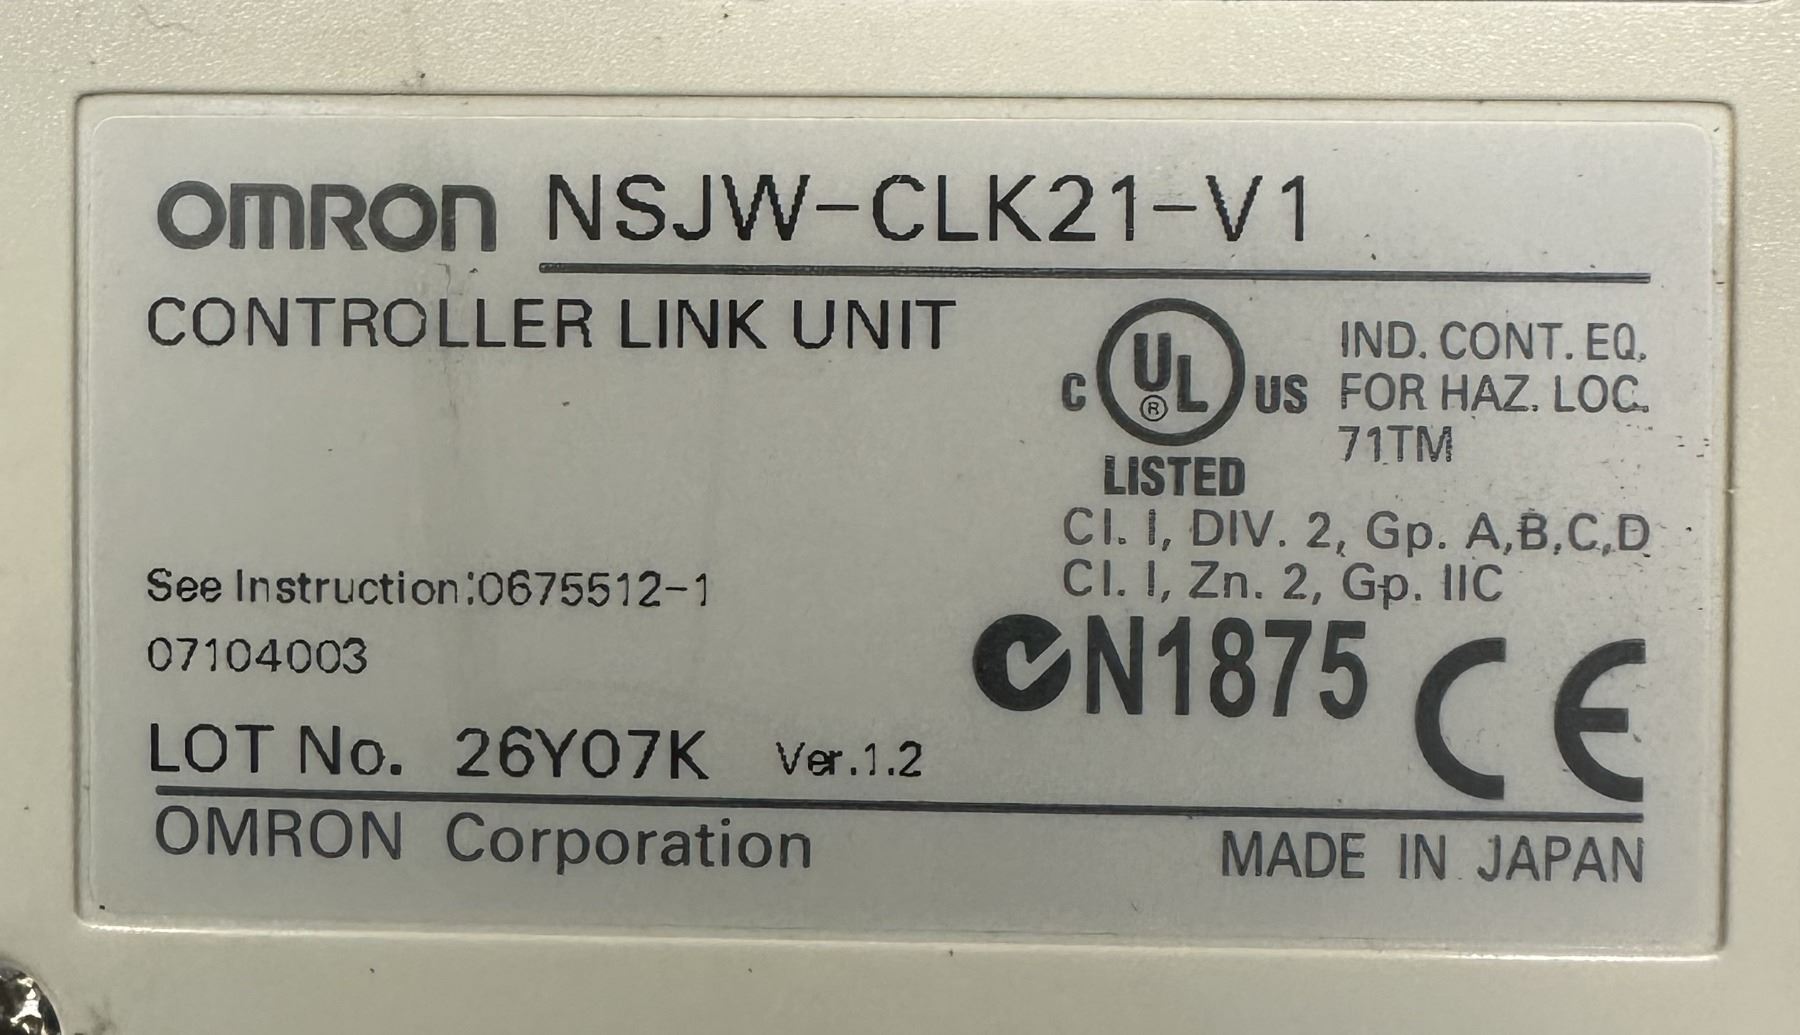 OMRON NSJW-CLK21-V1
CONTROLLER LINK UNIT
C UL® US
LISTED
IND. CONT. EQ.
FOR HAZ. LOC.
71TM
Cl. I, DIV. 2, Gp. A,B,C,D
Cl. I, Zn. 2, Gp. IIC
See Instruction:0675512-1
07104003
N1875 CE
LOT No. 26Y07K Ver.1.2
OMRON Corporation MADE IN JAPAN